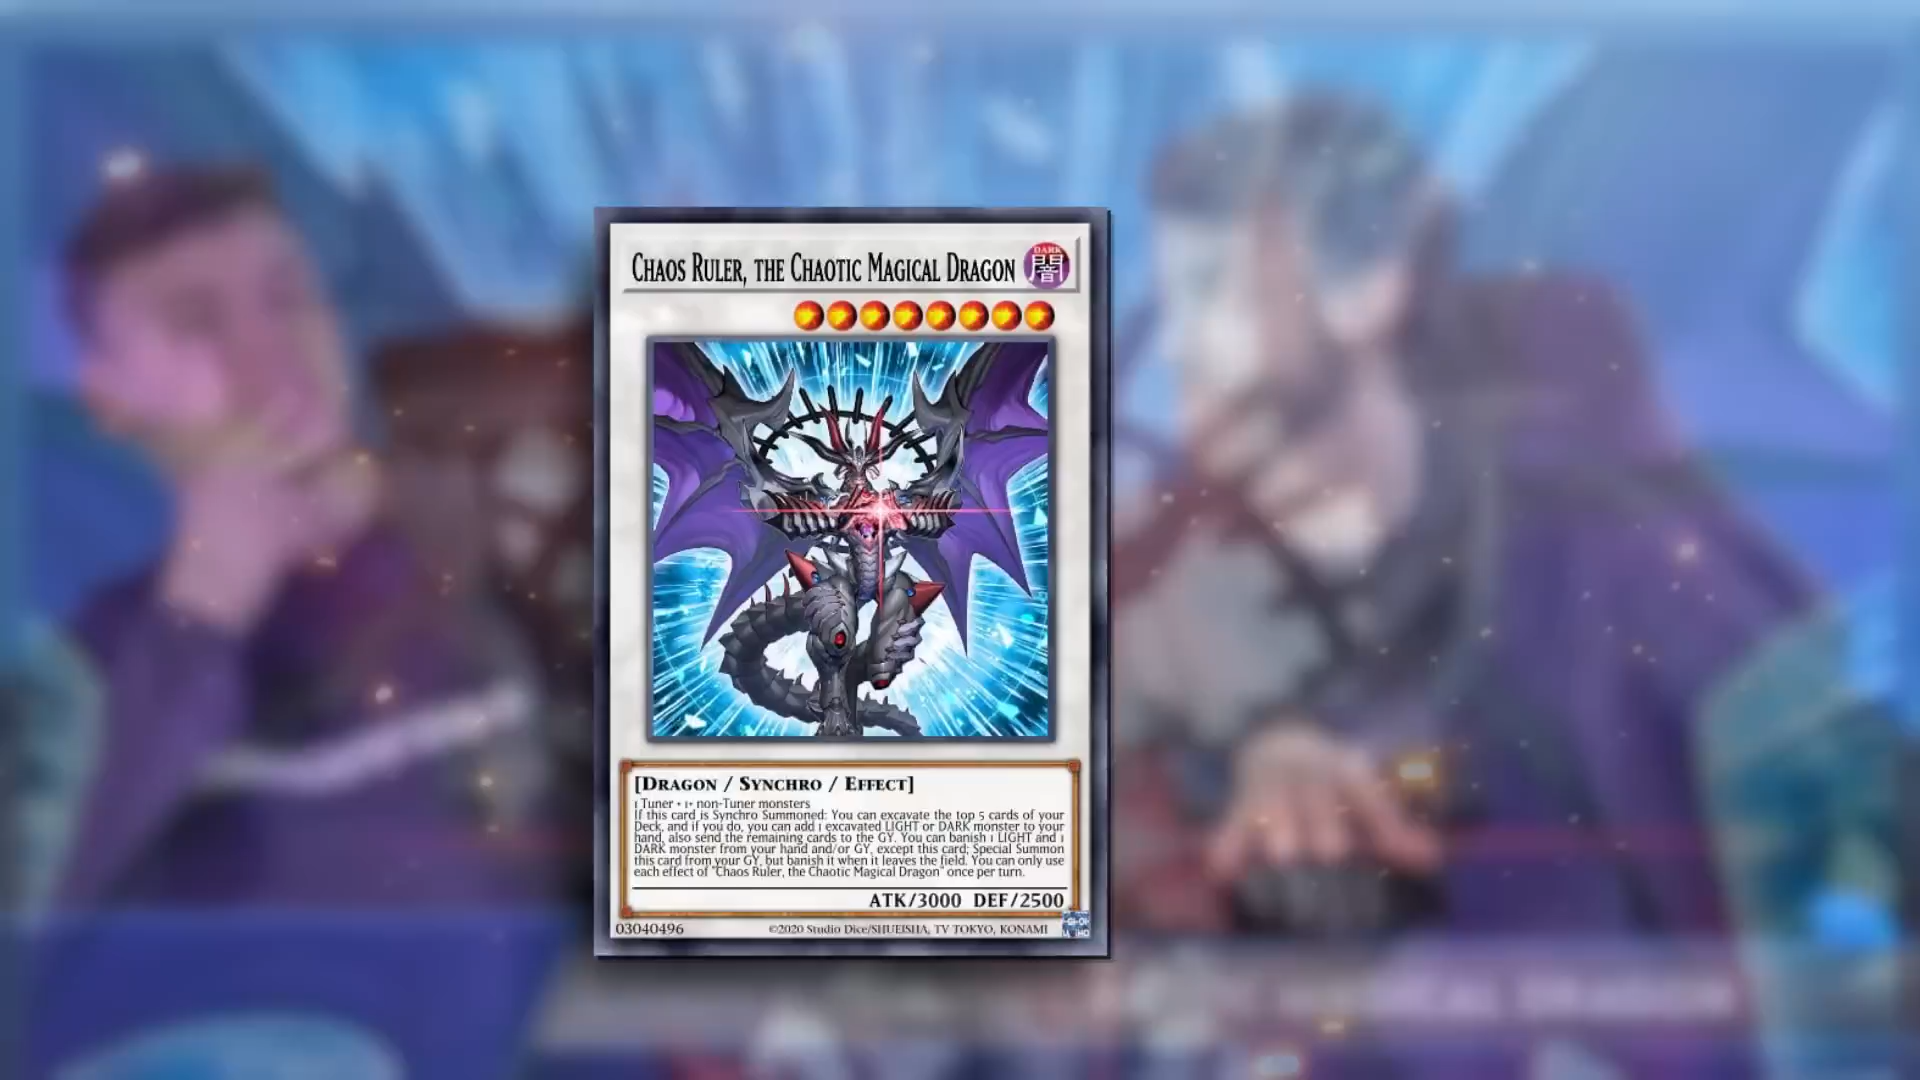 CHAOS RULER, THE CHAOTIC MAGICAL DRAGON
DARK
闇
[DRAGON / SYNCHRO / EFFECT]
1 Tuner + 1+ non-Tuner monsters
If this card is Synchro Summoned: You can excavate the top 5 cards of your
Deck, and if you do, you can add 1 excavated LIGHT or DARK monster to your
hand, also send the remaining cards to the GY. You can banish 1 LIGHT and 1
DARK monster from your hand and/or GY, except this card; Special Summon
this card from your GY, but banish it when it leaves the field. You can only use
each effect of "Chaos Ruler, the Chaotic Magical Dragon" once per turn.
ATK/3000 DEF/2500
03040496
©2020 Studio Dice/SHUEISHA, TV TOKYO, KONAMI